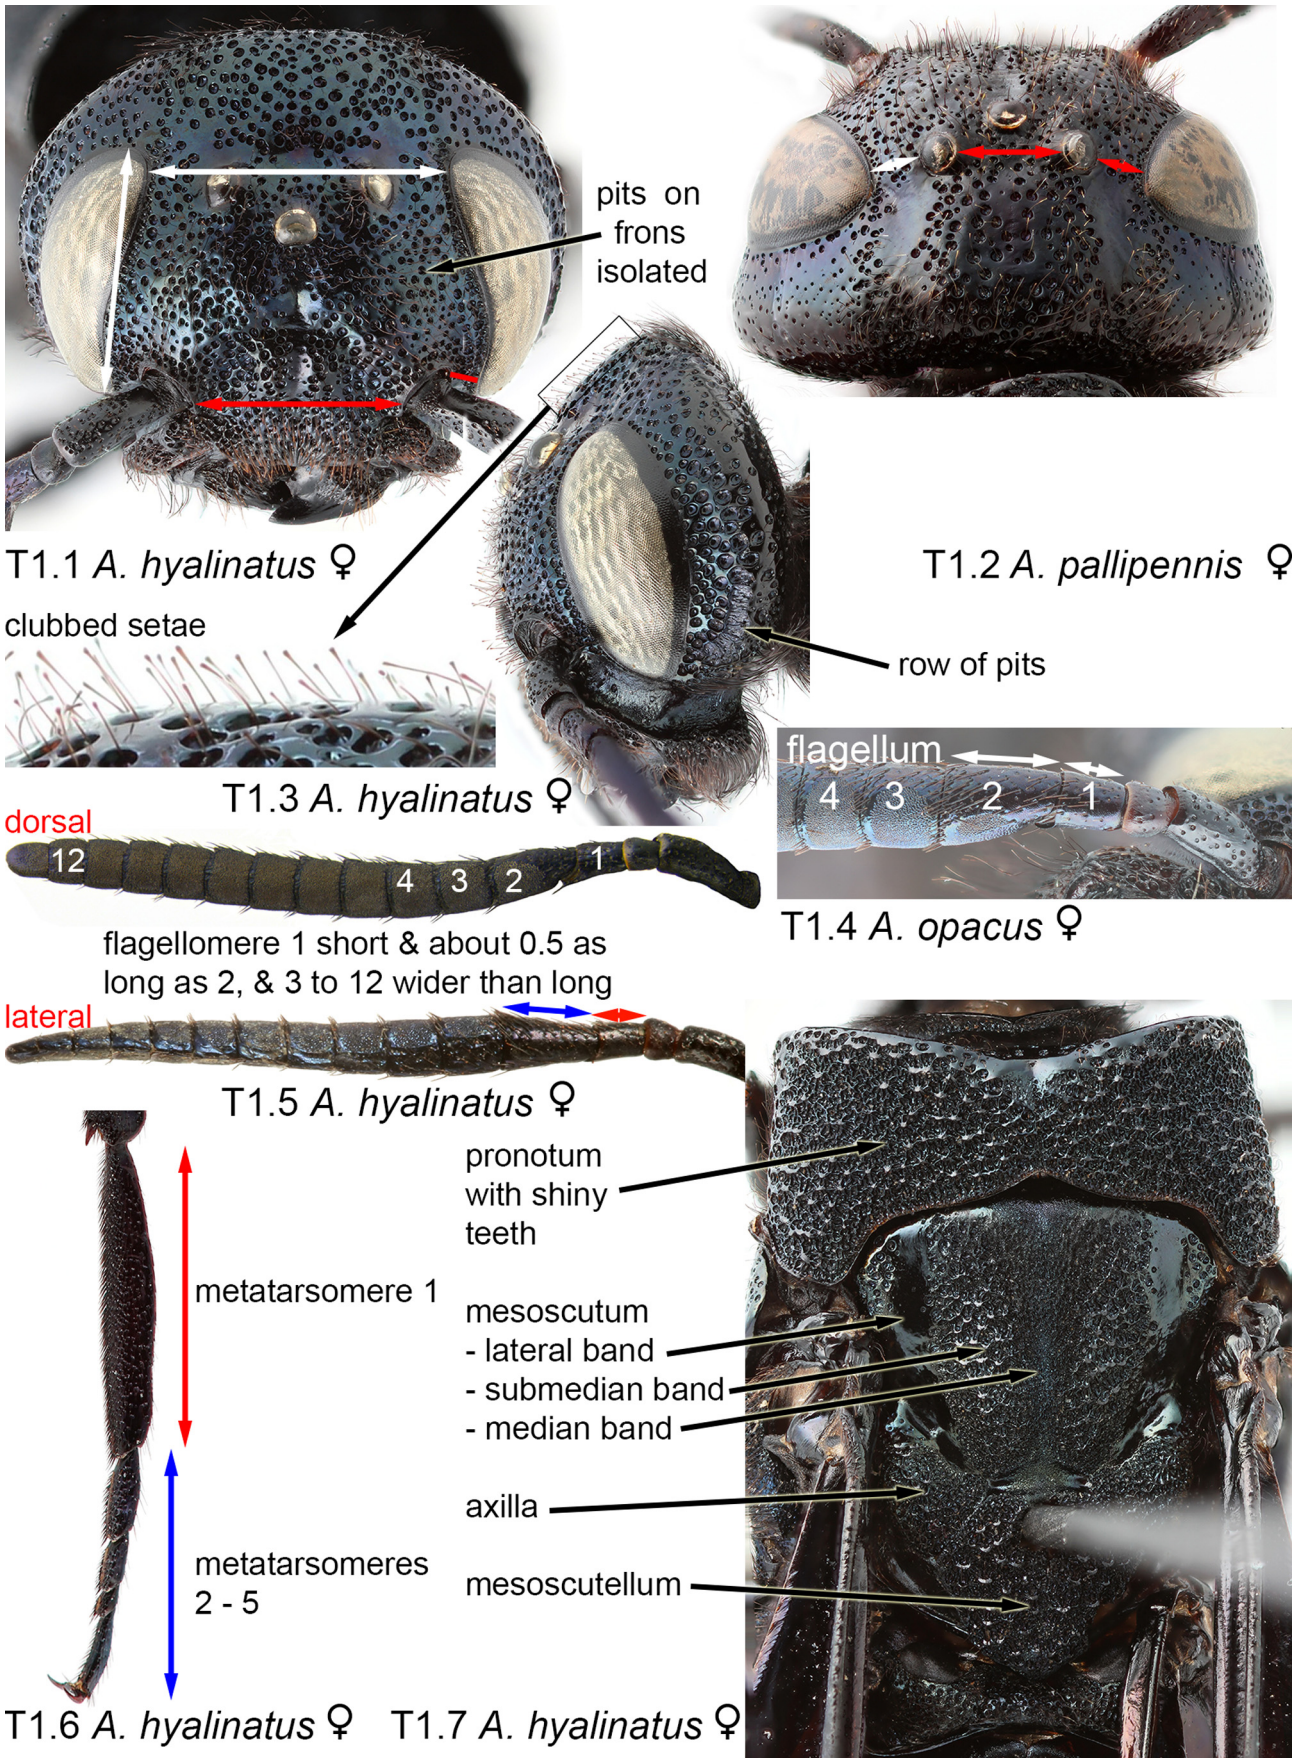 pits on
frons
isolated
T1.1 A. hyalinatus ♀
T1.2 A. pallipennis ♀
clubbed setae
row of pits
T1.3 A. hyalinatus ♀
flagellum
4 3 2 1
T1.4 A. opacus ♀
dorsal
12 4 3 2 1
flagellomere 1 short & about 0.5 as
long as 2, & 3 to 12 wider than long
lateral
T1.5 A. hyalinatus ♀
metatarsomere 1
metatarsomeres
2 - 5
T1.6 A. hyalinatus ♀
pronotum
with shiny
teeth
mesoscutum
- lateral band
- submedian band
- median band
axilla
mesoscutellum
T1.7 A. hyalinatus ♀